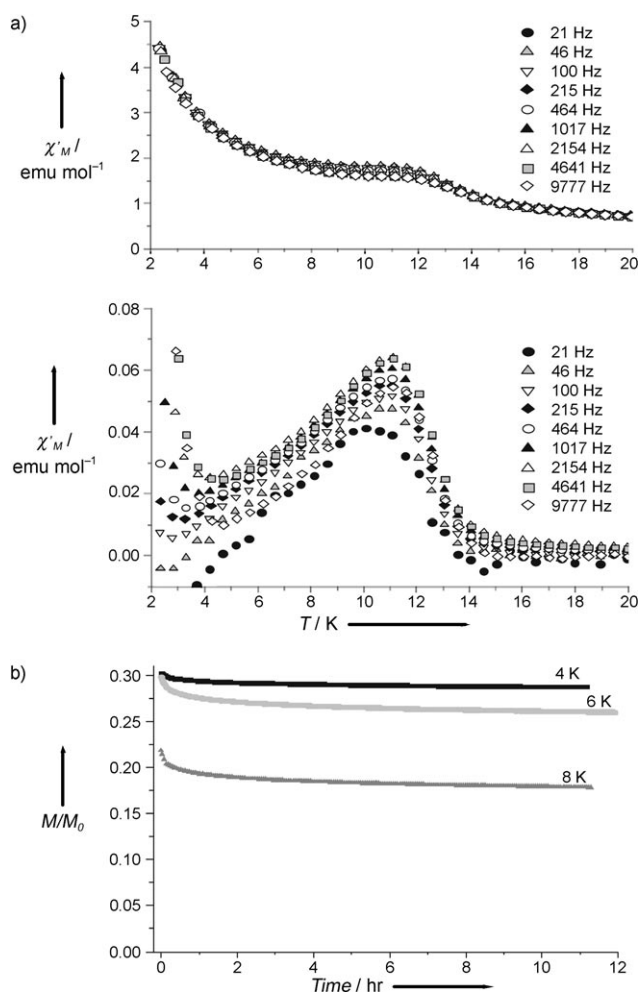 a)
5
4
3
2
1
0
χ'M /
emu mol–1
21 Hz
46 Hz
100 Hz
215 Hz
464 Hz
1017 Hz
2154 Hz
4641 Hz
9777 Hz
2 4 6 8 10 12 14 16 18 20
0.08
0.06
0.04
0.02
0.00
χ'M /
emu mol–1
21 Hz
46 Hz
100 Hz
215 Hz
464 Hz
1017 Hz
2154 Hz
4641 Hz
9777 Hz
2 4 6 8 10 12 14 16 18 20
T / K
b)
0.30
0.25
0.20
0.15
0.10
0.05
0.00
M/M0
4 K
6 K
8 K
0 2 4 6 8 10 12
Time / hr